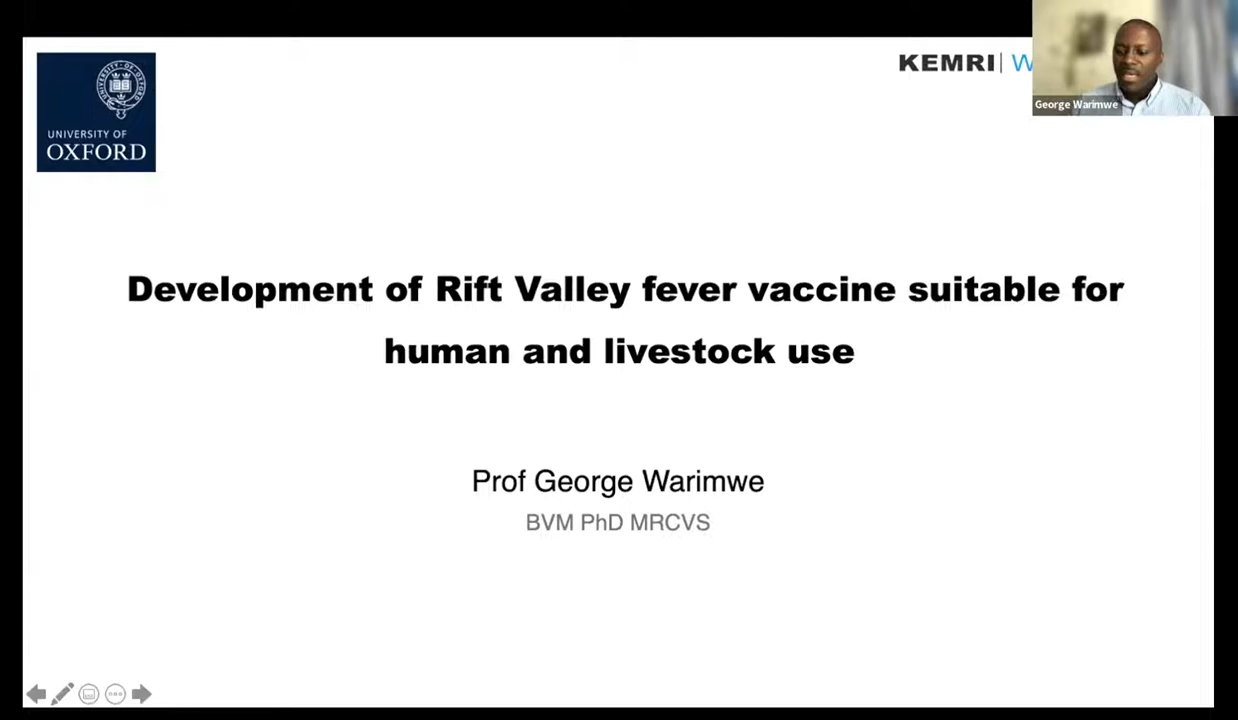 UNIVERSITY OF
OXFORD
KEMRI | W
George Warimwe
Development of Rift Valley fever vaccine suitable for
human and livestock use
Prof George Warimwe
BVM PhD MRCVS